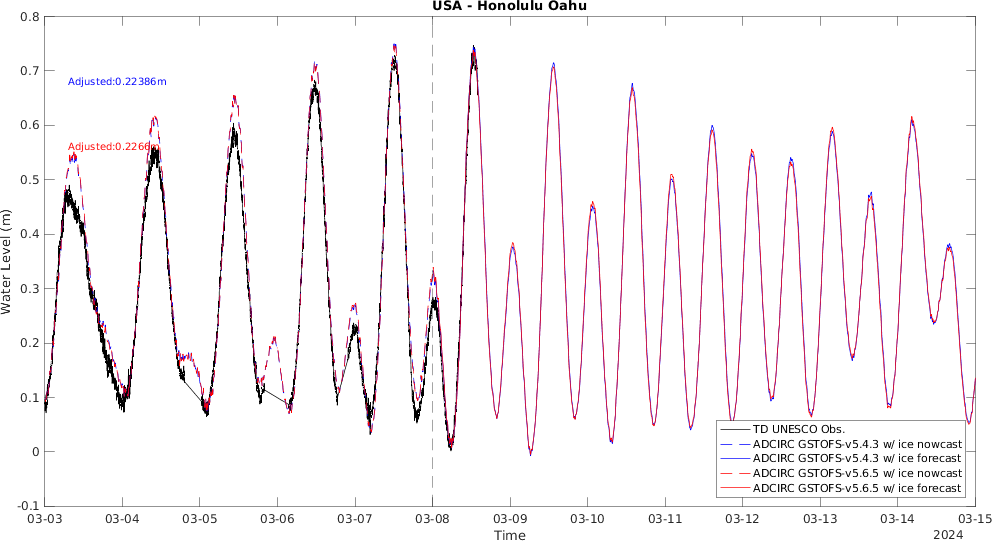 USA - Honolulu Oahu
0.8
0.7
0.6
0.5
0.4
0.3
0.2
0.1
0
-0.1
Water Level (m)
Adjusted:0.22386m
Adjusted:0.2266
TD UNESCO Obs.
ADCIRC GSTOFS-v5.4.3 w/ ice nowcast
ADCIRC GSTOFS-v5.4.3 w/ ice forecast
ADCIRC GSTOFS-v5.6.5 w/ ice nowcast
ADCIRC GSTOFS-v5.6.5 w/ ice forecast
03-03 03-04 03-05 03-06 03-07 03-08 03-09 03-10 03-11 03-12 03-13 03-14 03-15
Time
2024